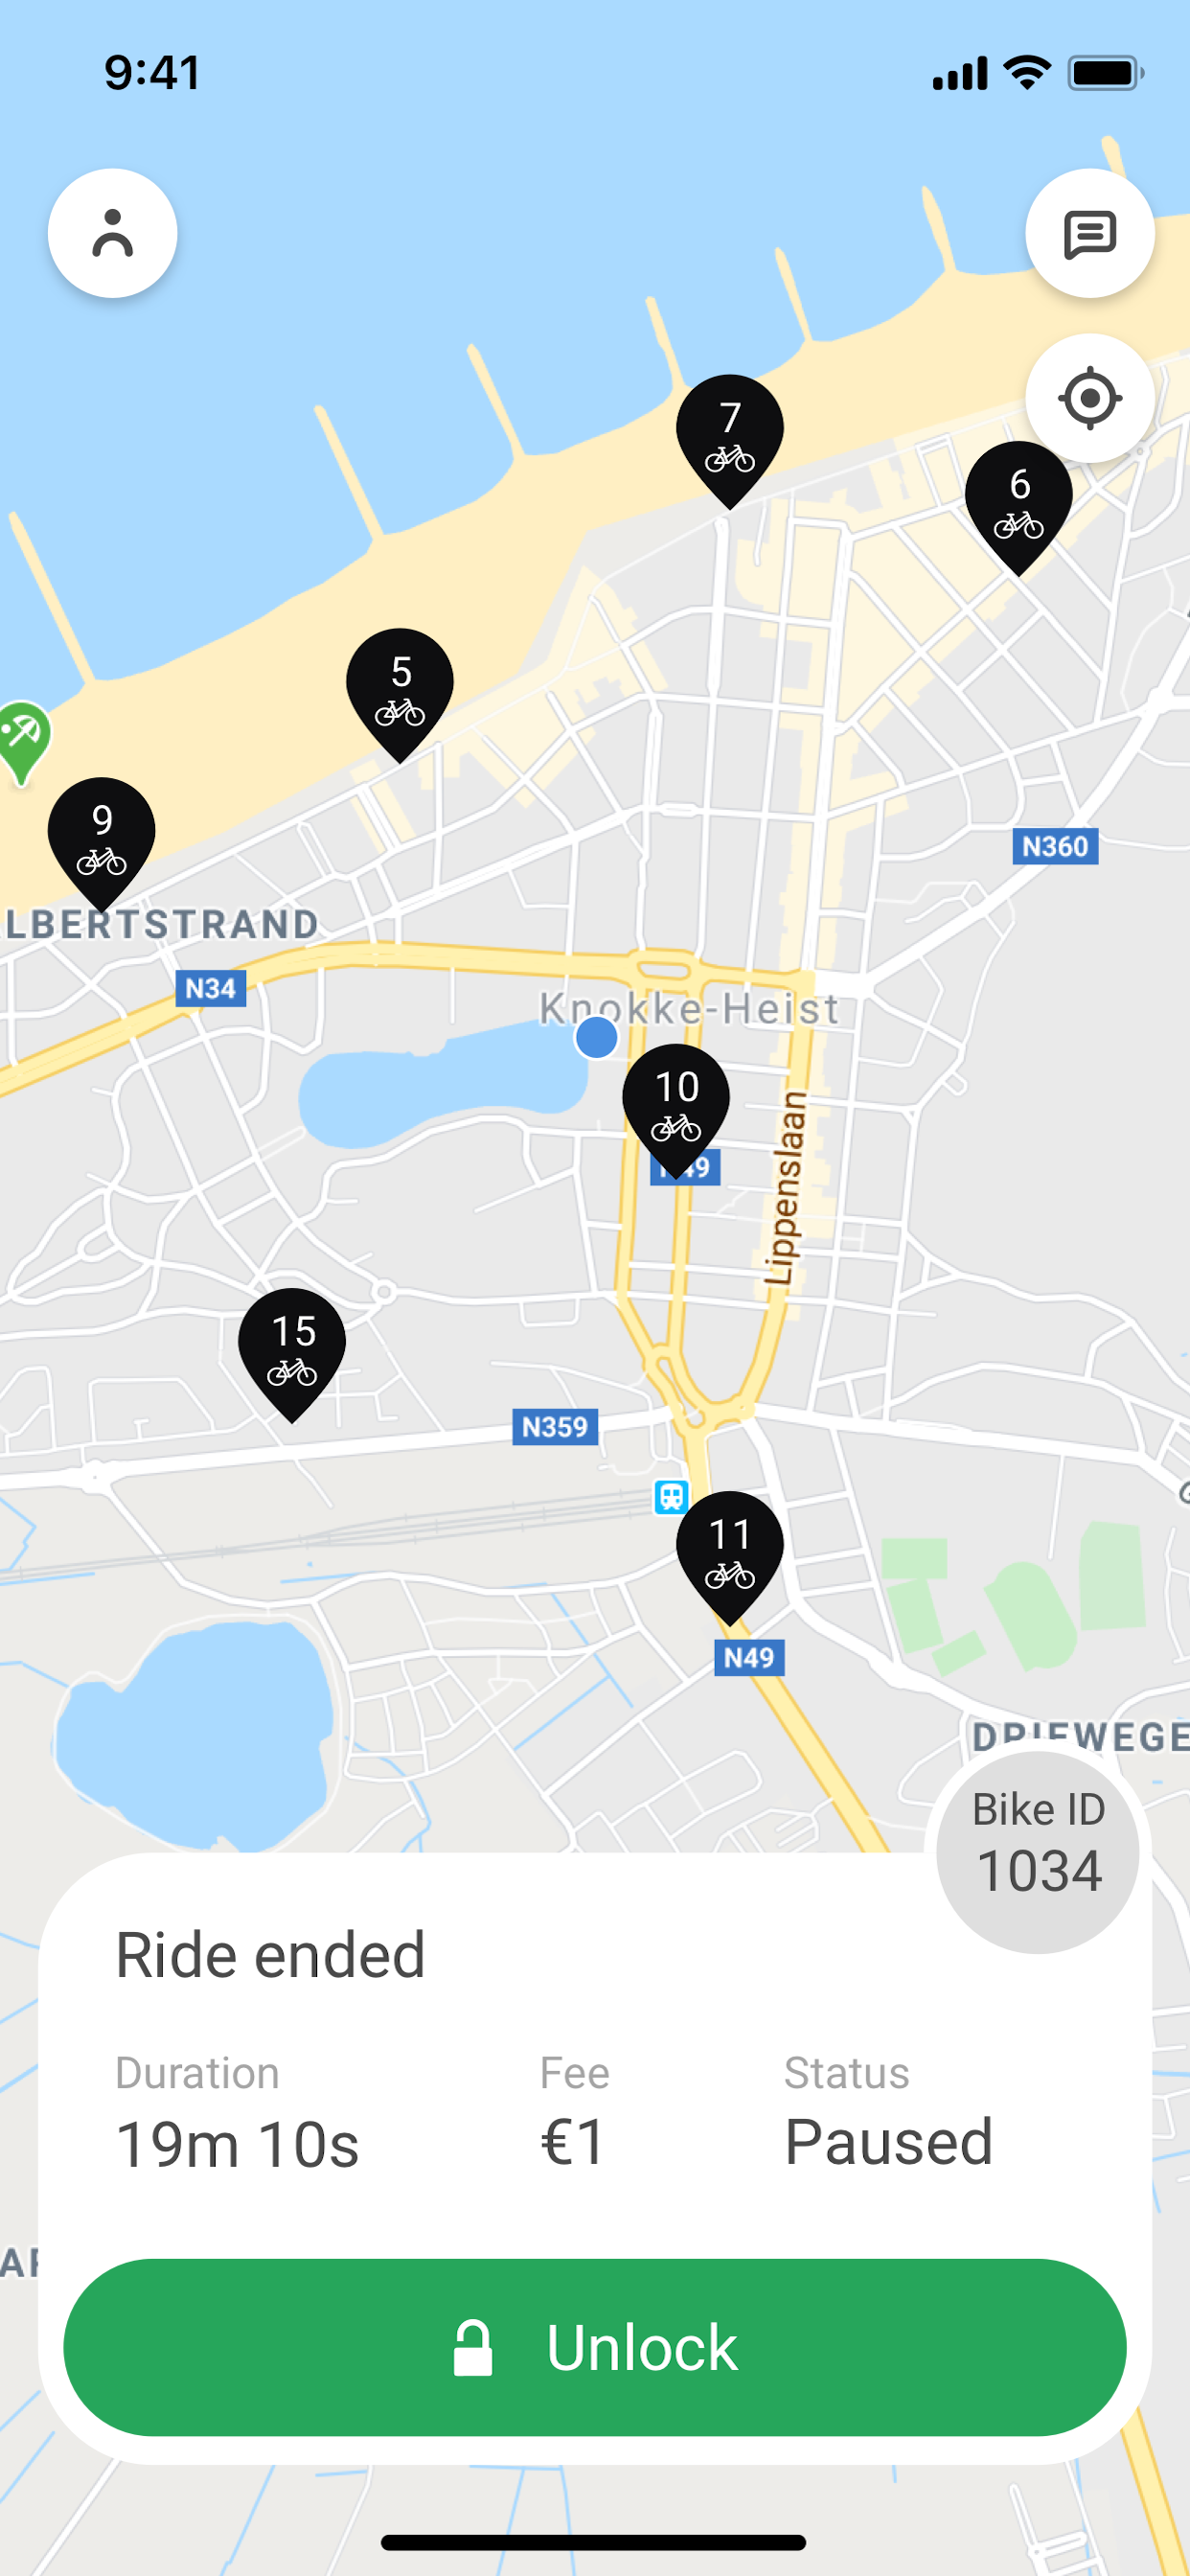 9:41
7
6
5
9
N360
LBERTSTRAND
N34
Knokke-Heist
10
49
Lippenslaan
15
N359
11
N49
DRIEWEGE
Bike ID
1034
Ride ended
Duration Fee Status
19m 10s €1 Paused
Unlock